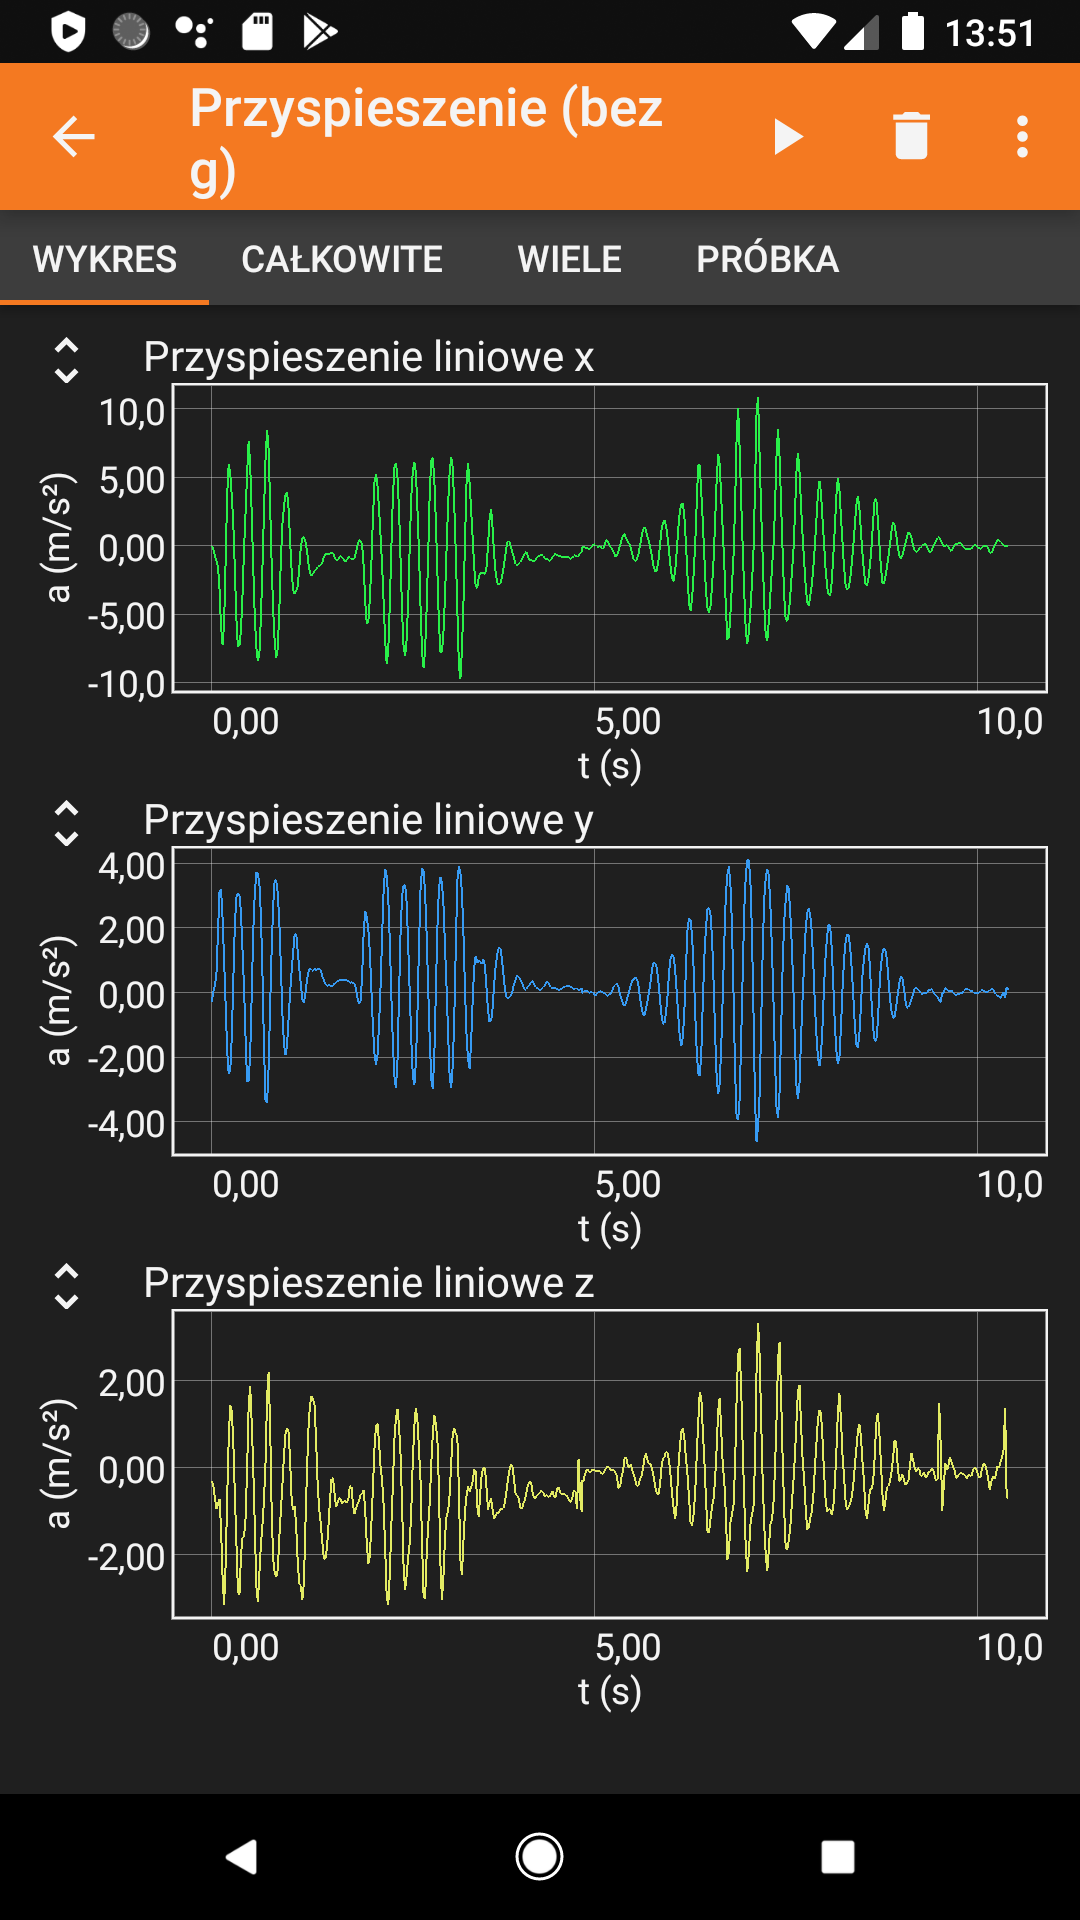 13:51
Przyspieszenie (bez
g)
WYKRES CAŁKOWITE WIELE PRÓBKA
Przyspieszenie liniowe x
a (m/s²)
10,0
5,00
0,00
-5,00
-10,0
0,00 5,00 10,0
t (s)
Przyspieszenie liniowe y
a (m/s²)
4,00
2,00
0,00
-2,00
-4,00
0,00 5,00 10,0
t (s)
Przyspieszenie liniowe z
a (m/s²)
2,00
0,00
-2,00
0,00 5,00 10,0
t (s)